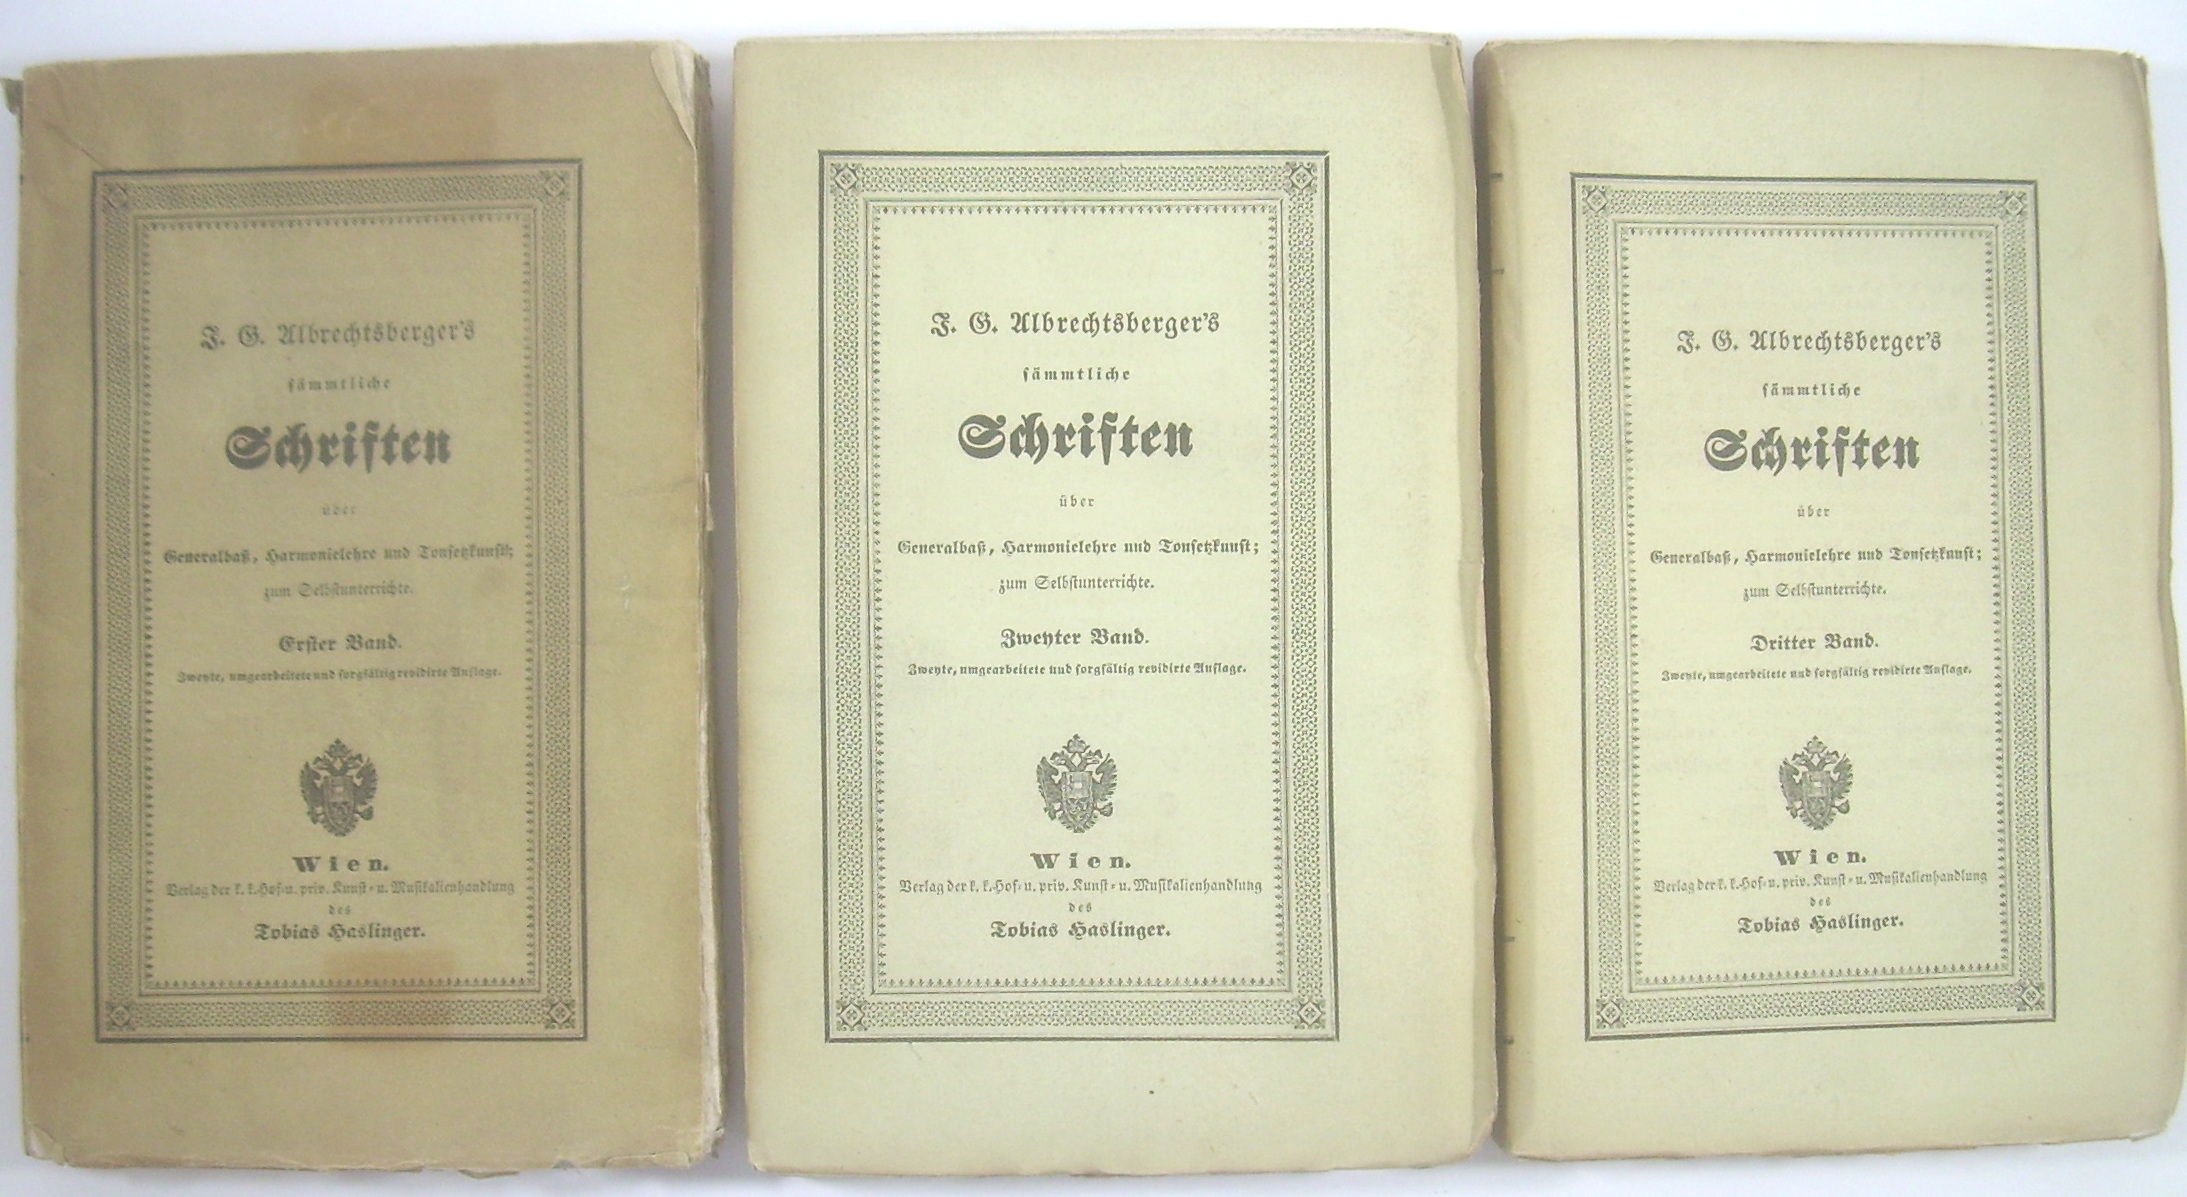 J. G. Albrechtsberger's
sämmtliche
Schriften
über
Generalbaß, Harmonielehre und Tonsetzkunst;
zum Selbstunterrichte.
Erster Band.
Zweyte, umgearbeitete und sorgfältig revidirte Auflage.
Wien.
Verlag der k. k. Hof- u. priv. Kunst- u. Musikalienhandlung
des
Tobias Haslinger.
J. G. Albrechtsberger's
sämmtliche
Schriften
über
Generalbaß, Harmonielehre und Tonsetzkunst;
zum Selbstunterrichte.
Zweyter Band.
Zweyte, umgearbeitete und sorgfältig revidirte Auflage.
Wien.
Verlag der k. k. Hof- u. priv. Kunst- u. Musikalienhandlung
des
Tobias Haslinger.
J. G. Albrechtsberger's
sämmtliche
Schriften
über
Generalbaß, Harmonielehre und Tonsetzkunst;
zum Selbstunterrichte.
Dritter Band.
Zweyte, umgearbeitete und sorgfältig revidirte Auflage.
Wien.
Verlag der k. k. Hof- u. priv. Kunst- u. Musikalienhandlung
des
Tobias Haslinger.